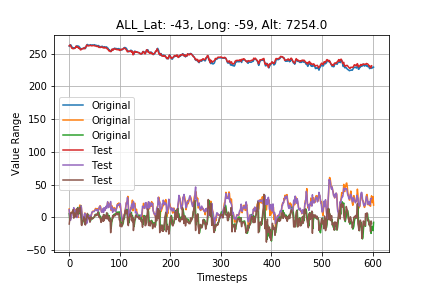 ALL_Lat: -43, Long: -59, Alt: 7254.0
Value Range
250
200
150
100
50
0
−50
Original
Original
Original
Test
Test
Test
0 100 200 300 400 500 600
Timesteps